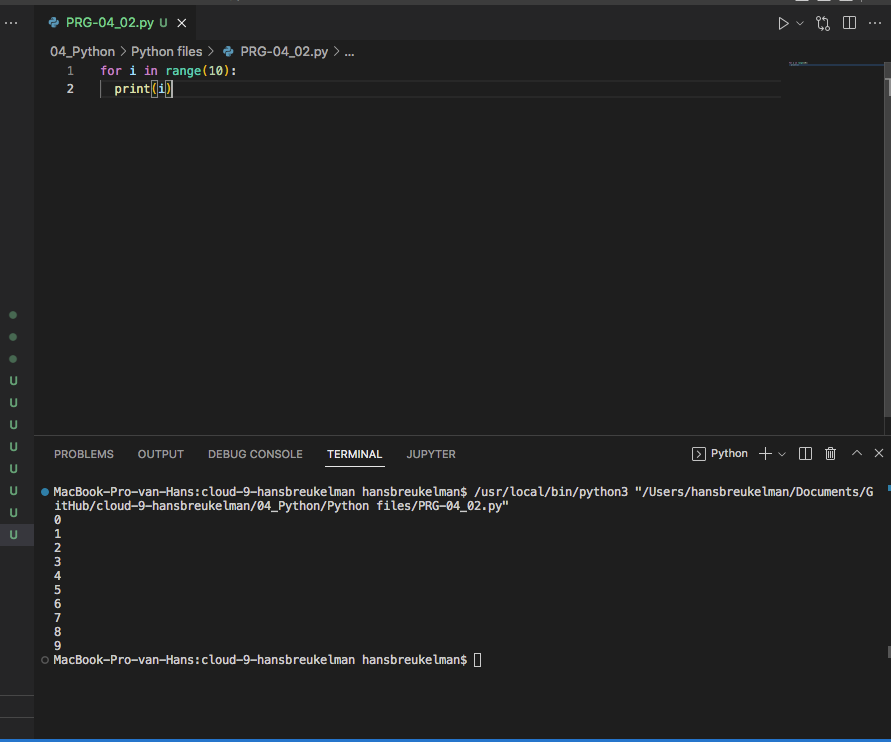 PRG-04_02.py U
04_Python > Python files > PRG-04_02.py > ...
1 for i in range(10):
2 print(i)
U
U
U
U
U
U
U
U
PROBLEMS OUTPUT DEBUG CONSOLE TERMINAL JUPYTER Python
MacBook-Pro-van-Hans:cloud-9-hansbreukelman hansbreukelman$ /usr/local/bin/python3 "/Users/hansbreukelman/Documents/G
itHub/cloud-9-hansbreukelman/04_Python/Python files/PRG-04_02.py"
0
1
2
3
4
5
6
7
8
9
MacBook-Pro-van-Hans:cloud-9-hansbreukelman hansbreukelman$